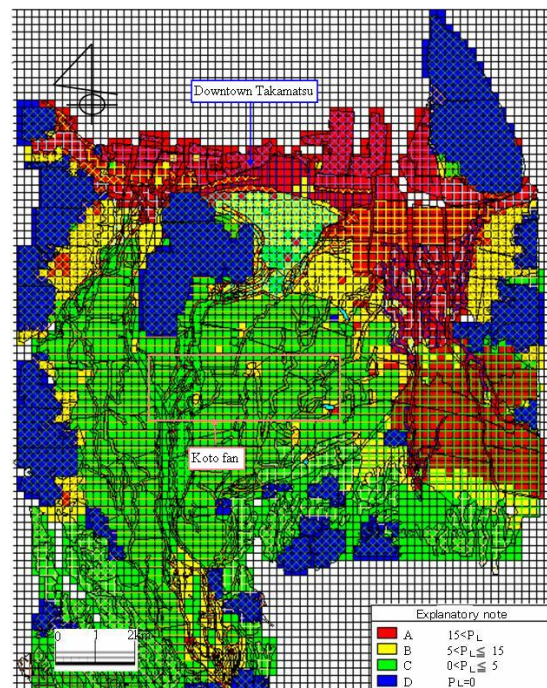 Downtown Takamatsu
Koto fan
0 1 2km
Explanatory note
A 15<PL
B 5<PL≦ 15
C 0<PL≦ 5
D PL=0